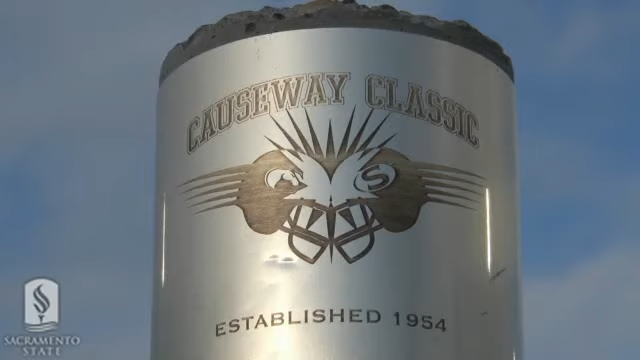 CAUSEWAY CLASSIC
S
ESTABLISHED 1954
SACRAMENTO
STATE